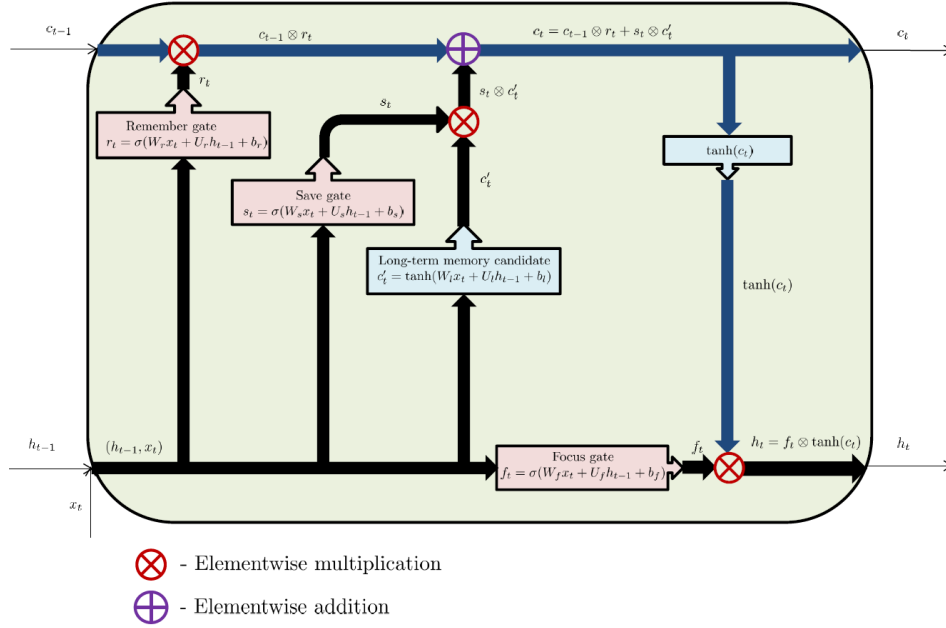 c_{t-1}
c_{t-1} ⊗ r_t
c_t = c_{t-1} ⊗ r_t + s_t ⊗ c'_t
c_t
r_t
s_t
s_t ⊗ c'_t
Remember gate
r_t = σ(W_r x_t + U_r h_{t-1} + b_r)
tanh(c_t)
c'_t
Save gate
s_t = σ(W_s x_t + U_s h_{t-1} + b_s)
Long-term memory candidate
c'_t = tanh(W_l x_t + U_l h_{t-1} + b_l)
tanh(c_t)
h_{t-1}
(h_{t-1}, x_t)
Focus gate
f_t = σ(W_f x_t + U_f h_{t-1} + b_f)
f_t
h_t = f_t ⊗ tanh(c_t)
h_t
x_t
⊗ - Elementwise multiplication
⊕ - Elementwise addition